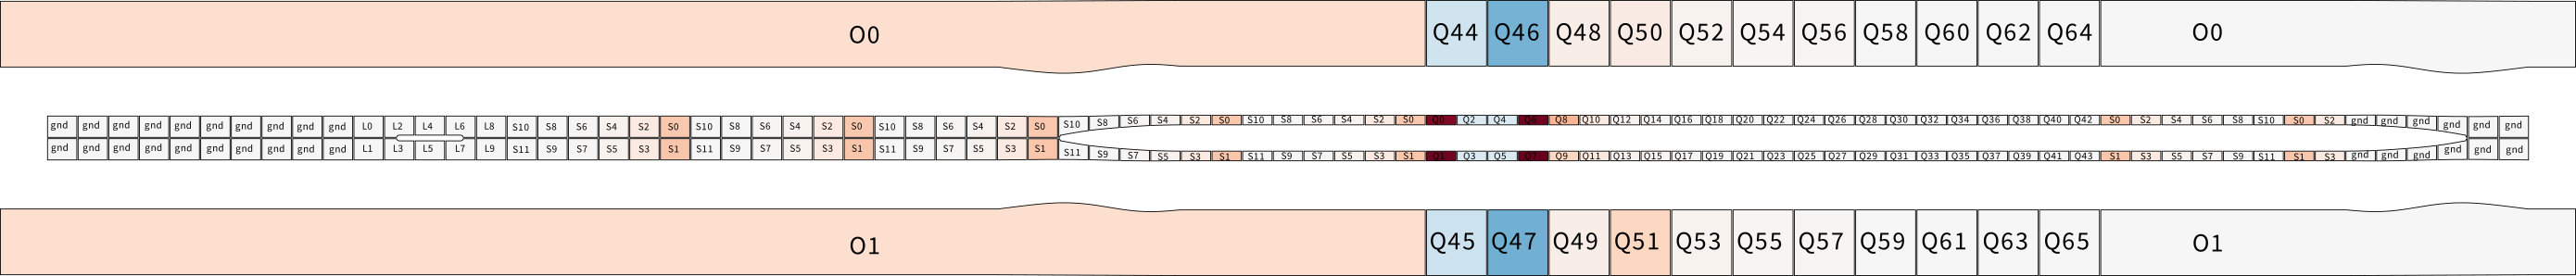 O0 Q44 Q46 Q48 Q50 Q52 Q54 Q56 Q58 Q60 Q62 Q64 O0
gnd gnd gnd gnd gnd gnd gnd gnd gnd gnd L0 L2 L4 L6 L8 S10 S8 S6 S4 S2 S0 S10 S8 S6 S4 S2 S0 S10 S8 S6 S4 S2 S0 S10 S8 S6 S4 S2 S0 S10 S8 S6 S4 S2 S0 Q0 Q2 Q4 Q6 Q8 Q10 Q12 Q14 Q16 Q18 Q20 Q22 Q24 Q26 Q28 Q30 Q32 Q34 Q36 Q38 Q40 Q42 S0 S2 S4 S6 S8 S10 S0 S2 gnd gnd gnd gnd gnd gnd
gnd gnd gnd gnd gnd gnd gnd gnd gnd gnd L1 L3 L5 L7 L9 S11 S9 S7 S5 S3 S1 S11 S9 S7 S5 S3 S1 S11 S9 S7 S5 S3 S1 S11 S9 S7 S5 S3 S1 S11 S9 S7 S5 S3 S1 Q1 Q3 Q5 Q7 Q9 Q11 Q13 Q15 Q17 Q19 Q21 Q23 Q25 Q27 Q29 Q31 Q33 Q35 Q37 Q39 Q41 Q43 S1 S3 S5 S7 S9 S11 S1 S3 gnd gnd gnd gnd gnd gnd
O1 Q45 Q47 Q49 Q51 Q53 Q55 Q57 Q59 Q61 Q63 Q65 O1